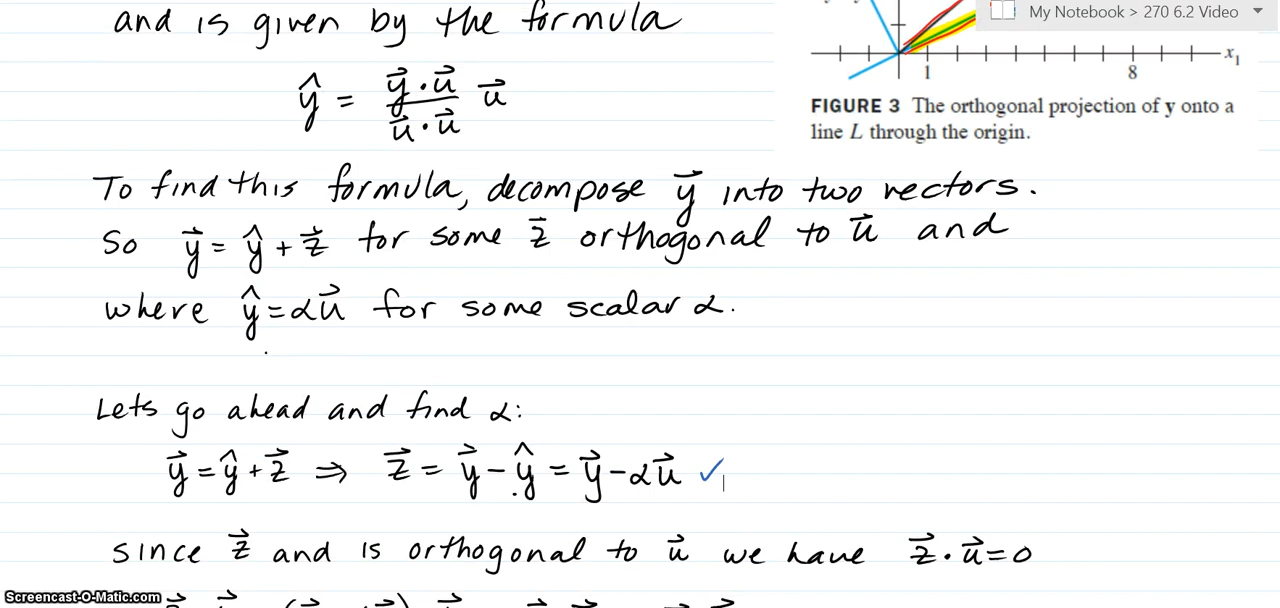 and is given by the formula
ŷ = (y⃗ · u⃗)/(u⃗ · u⃗) u⃗
My Notebook > 270 6.2 Video
x₁
1
8
FIGURE 3 The orthogonal projection of y onto a
line L through the origin.
To find this formula, decompose y⃗ into two vectors.
So y⃗ = ŷ + z⃗ for some z⃗ orthogonal to u⃗ and
where ŷ = αu⃗ for some scalar α.
Lets go ahead and find α:
y⃗ = ŷ + z⃗ ⇒ z⃗ = y⃗ − ŷ = y⃗ − αu⃗ ✓
since z⃗ and is orthogonal to u⃗ we have z⃗ · u⃗ = 0
Screencast-O-Matic.com